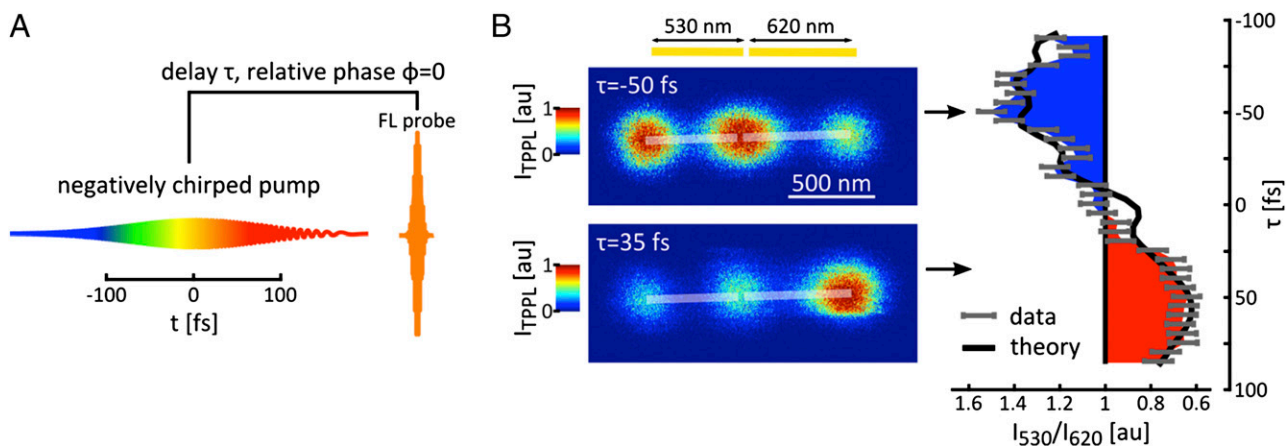 A
delay τ, relative phase ϕ=0
FL probe
negatively chirped pump
-100 0 100
t [fs]
B
530 nm 620 nm
τ=-50 fs
I_TPPL [au]
1
0
500 nm
τ=35 fs
I_TPPL [au]
1
0
-100
-50
0
50
100
τ [fs]
data
theory
1.6 1.4 1.2 1 0.8 0.6
I530/I620 [au]